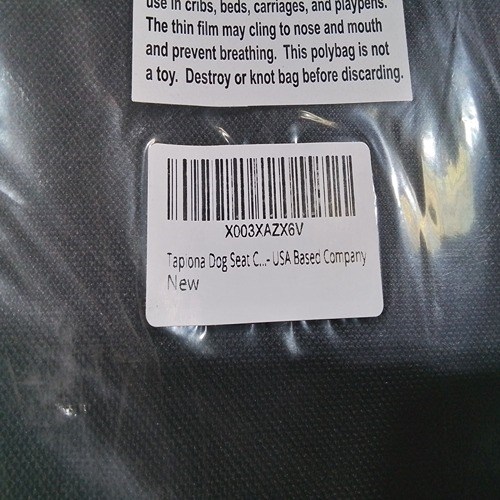 use in cribs, beds, carriages, and playpens.
The thin film may cling to nose and mouth
and prevent breathing. This polybag is not
a toy. Destroy or knot bag before discarding.
X003XAZX6V
Tapiona Dog Seat C...- USA Based Company
New